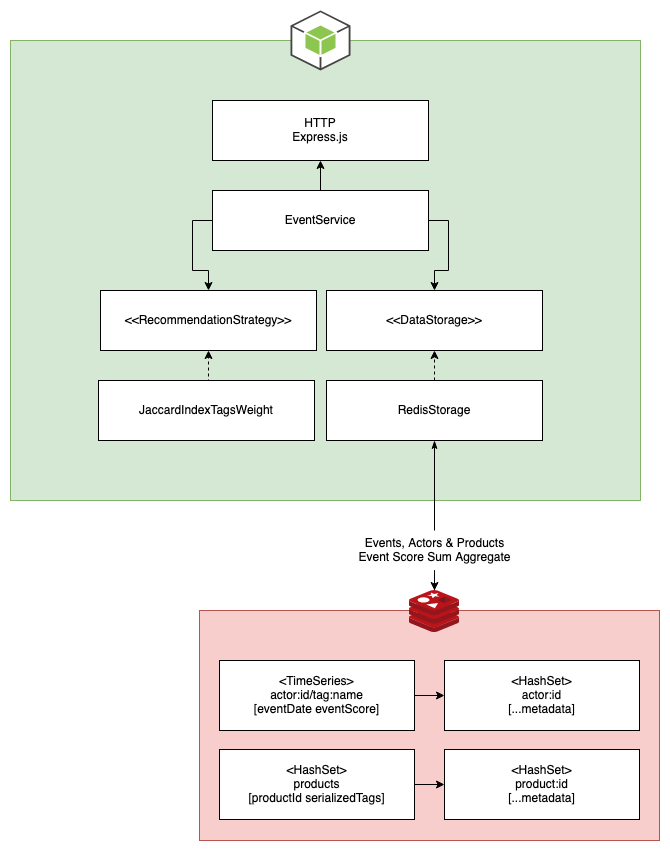 HTTP
Express.js
EventService
<<RecommendationStrategy>>
<<DataStorage>>
JaccardIndexTagsWeight
RedisStorage
Events, Actors & Products
Event Score Sum Aggregate
<TimeSeries>
actor:id/tag:name
[eventDate eventScore]
<HashSet>
actor:id
[...metadata]
<HashSet>
products
[productId serializedTags]
<HashSet>
product:id
[...metadata]